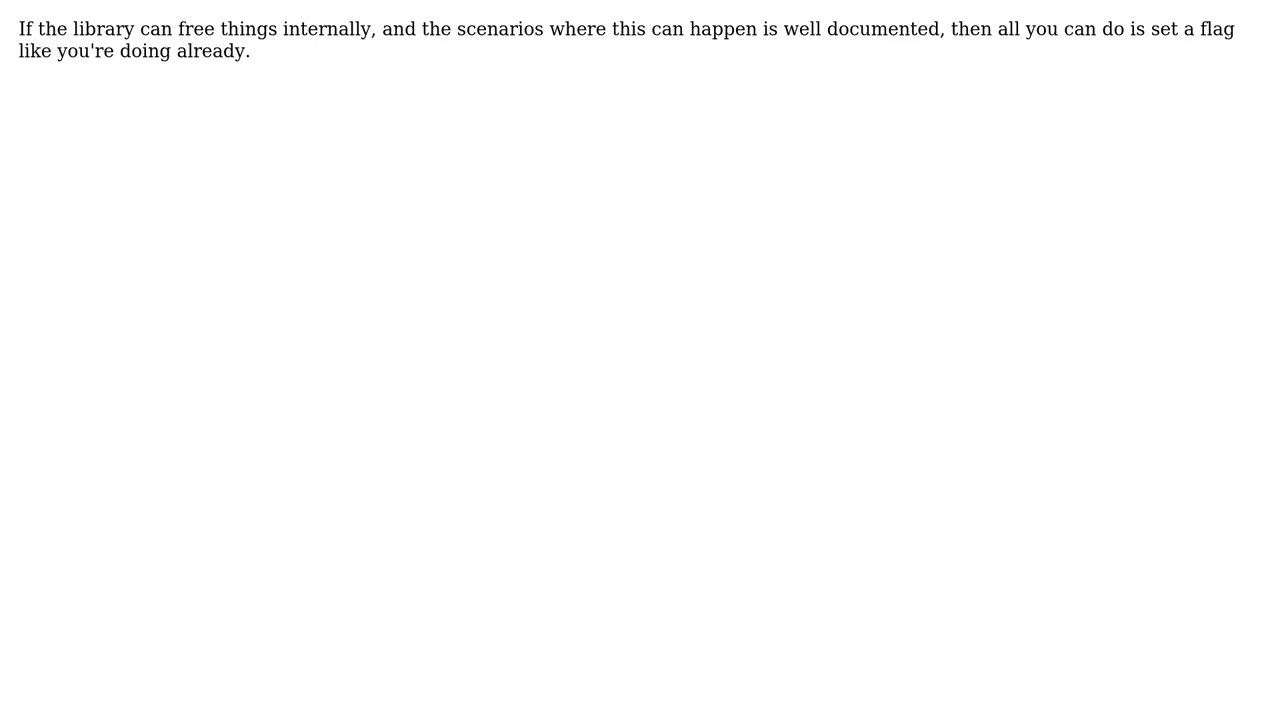 If the library can free things internally, and the scenarios where this can happen is well documented, then all you can do is set a flag
like you're doing already.